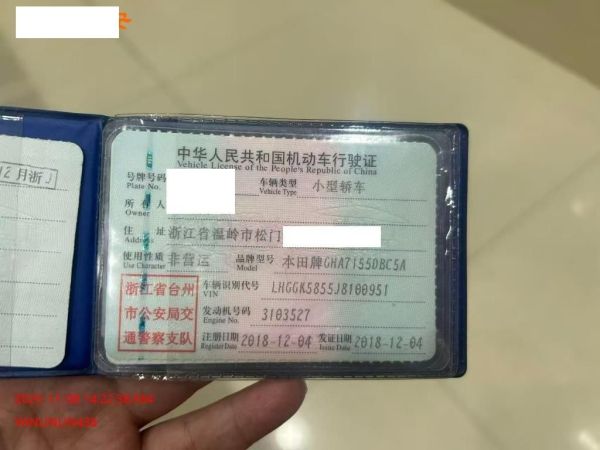 2月浙J
中华人民共和国机动车行驶证
Vehicle License of the People's Republic of China
号牌号码 车辆类型 小型轿车
Plate No. Vehicle Type
所有人
Owner
住址 浙江省温岭市松门
Address
使用性质 非营运 品牌型号 本田牌GHA7155DBC5A
Use Character Model
浙江省台州
市公安局交
通警察支队
车辆识别代号 LHGGK5855J8100951
VIN
发动机号码 3103527
Engine No.
注册日期 2018-12-04 发证日期 2018-12-04
Register Date Issue Date